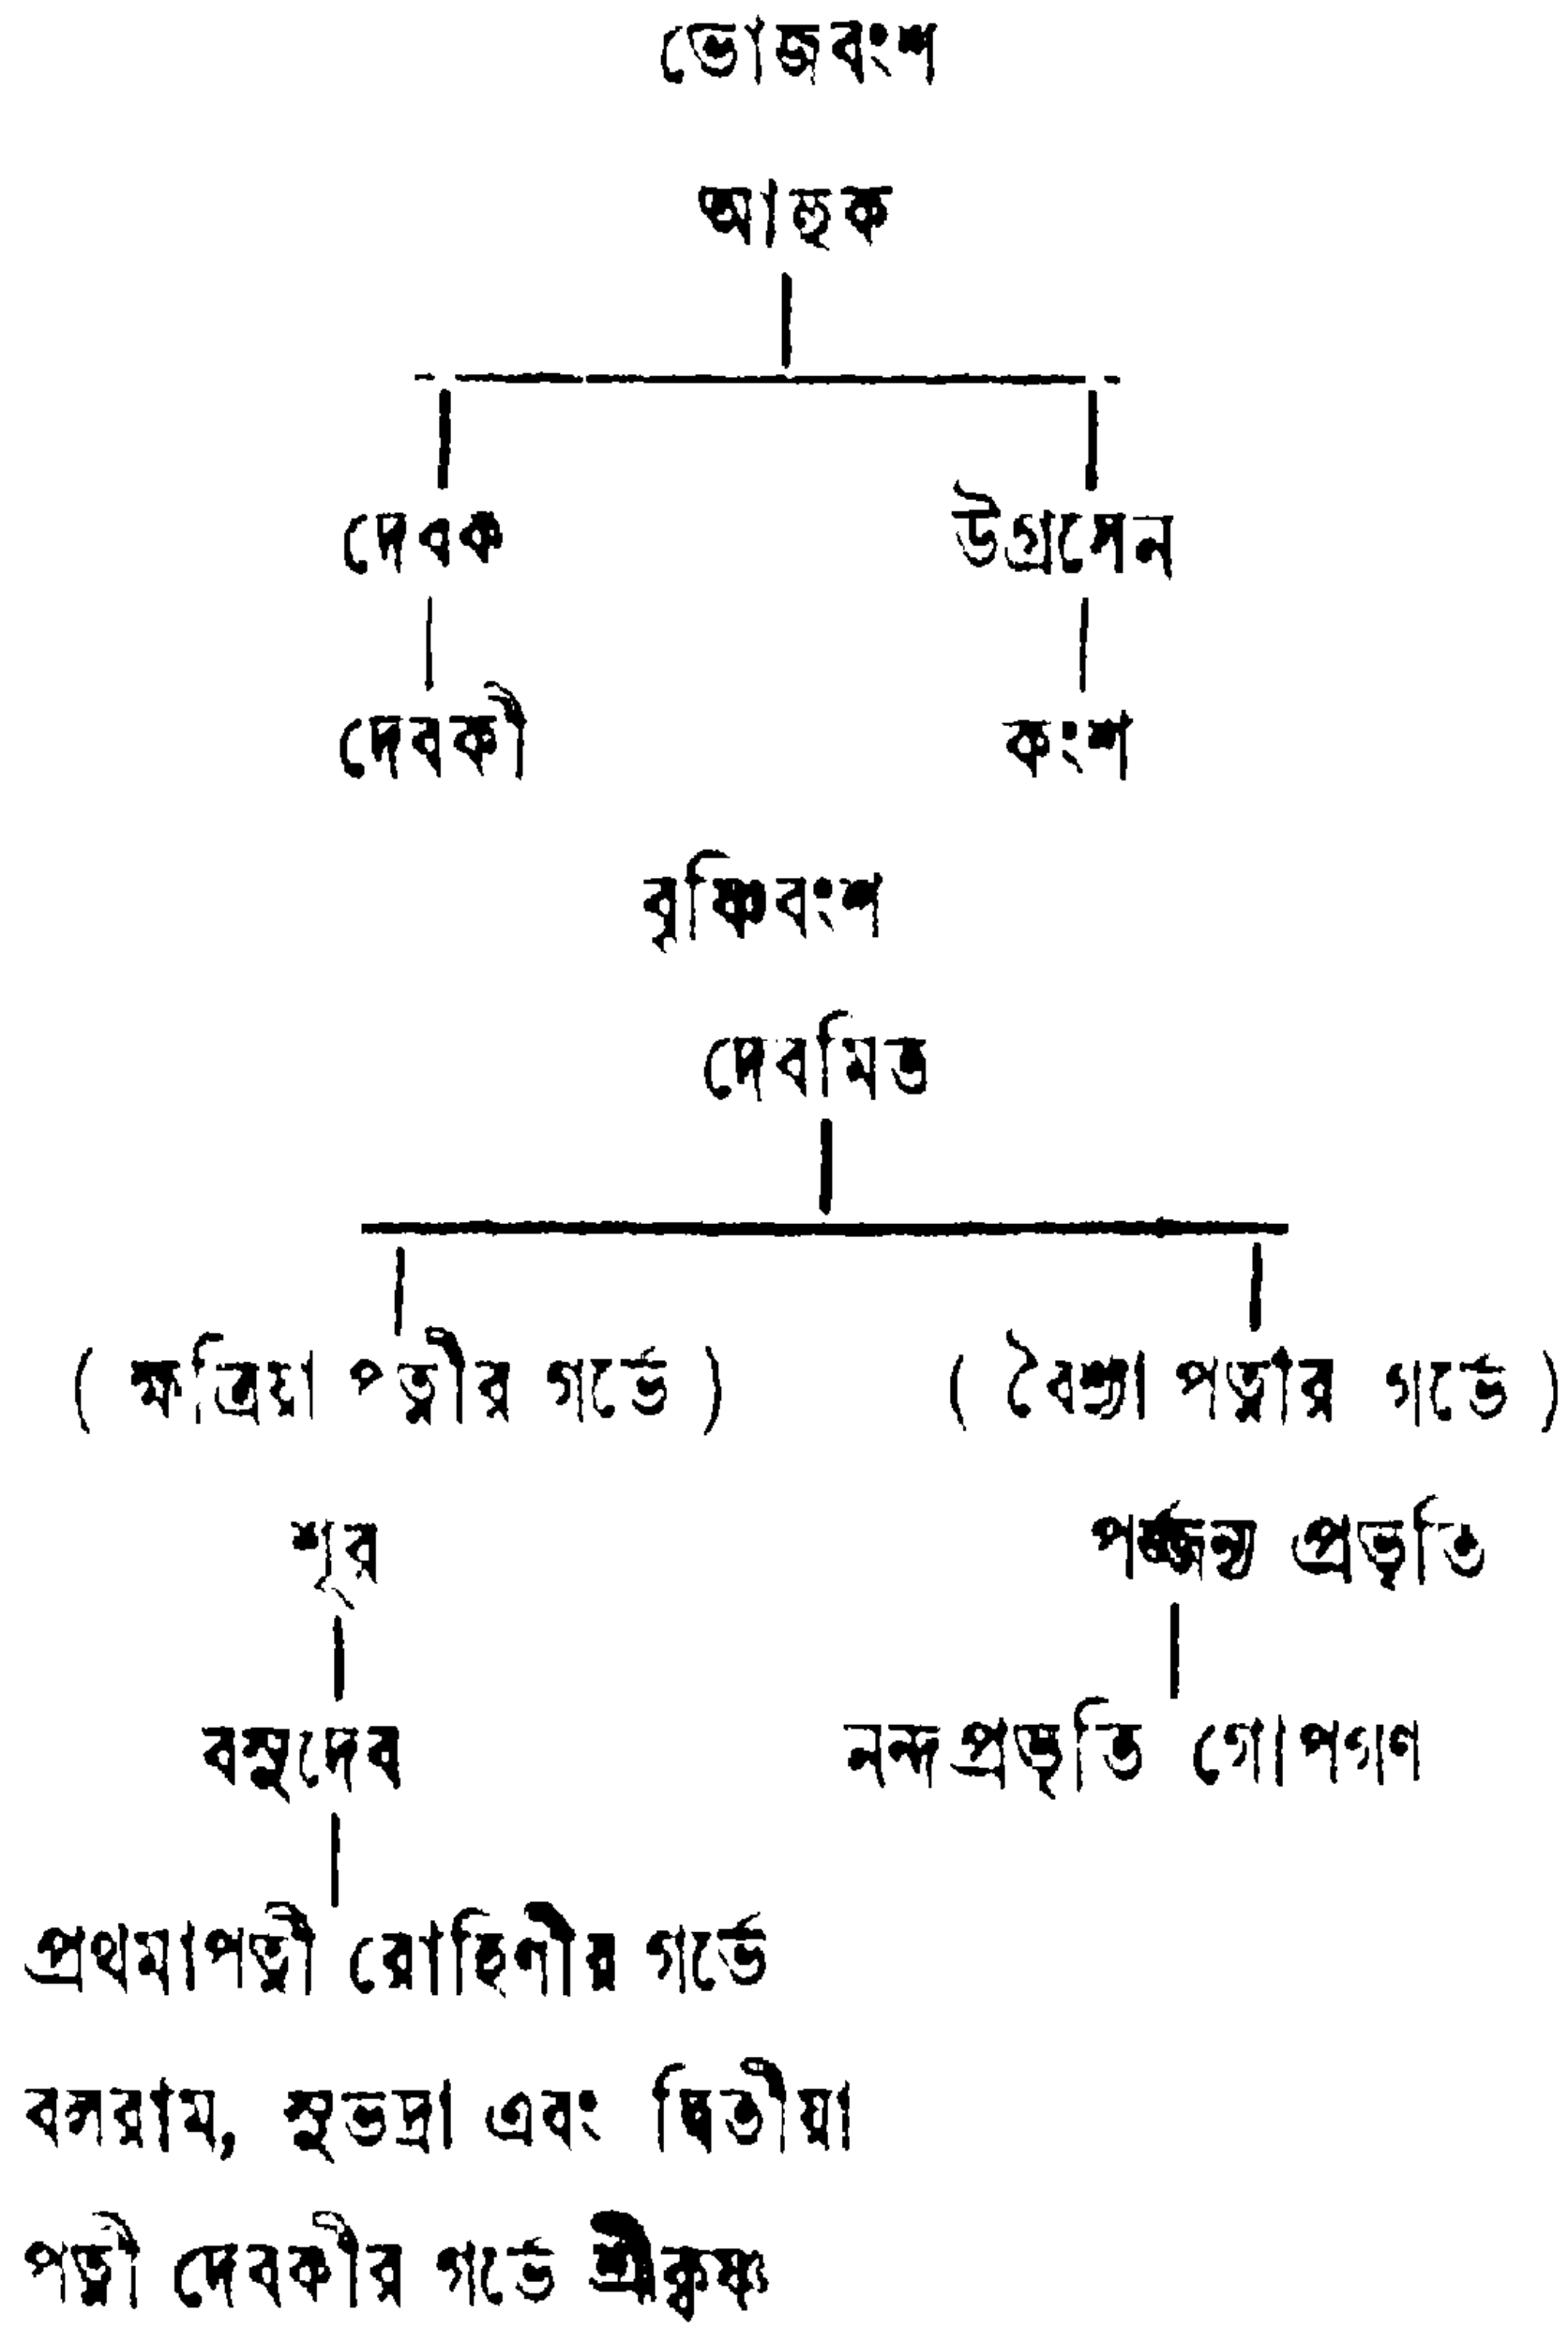 ভোজবংশ
আহুক
দেবক উগ্রসেন
দেবকী কংশ
বৃষ্ণিবংশ
দেবমিত
( ক্ষত্রিয়া পত্নীর গর্ভে ) ( বৈশ্যা পত্নীর গর্ভে )
শূর পর্জ্জন্য প্রভৃতি
বসুদেব নন্দপ্রভৃতি গোপগণ
প্রথমাপত্নী রোহিণীর গর্ভে
বলরাম, সুভদ্রা এবং দ্বিতীয়া
পত্নী দেবকীর গর্ভে শ্রীকৃষ্ণ